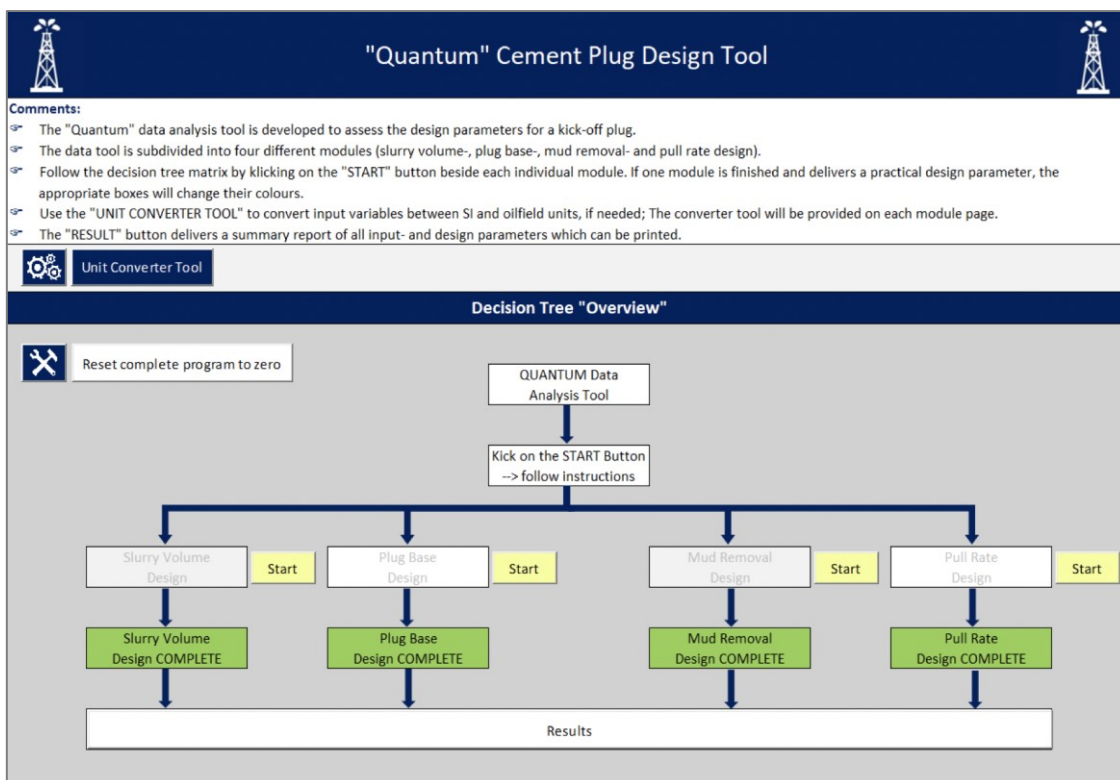 "Quantum" Cement Plug Design Tool
Comments:
The "Quantum" data analysis tool is developed to assess the design parameters for a kick-off plug.
The data tool is subdivided into four different modules (slurry volume-, plug base-, mud removal- and pull rate design).
Follow the decision tree matrix by klicking on the "START" button beside each individual module. If one module is finished and delivers a practical design parameter, the
appropriate boxes will change their colours.
Use the "UNIT CONVERTER TOOL" to convert input variables between SI and oilfield units, if needed; The converter tool will be provided on each module page.
The "RESULT" button delivers a summary report of all input- and design parameters which can be printed.
Unit Converter Tool
Decision Tree "Overview"
Reset complete program to zero
QUANTUM Data
Analysis Tool
Kick on the START Button
--> follow instructions
Slurry Volume
Design
Start
Plug Base
Design
Start
Mud Removal
Design
Start
Pull Rate
Design
Start
Slurry Volume
Design COMPLETE
Plug Base
Design COMPLETE
Mud Removal
Design COMPLETE
Pull Rate
Design COMPLETE
Results